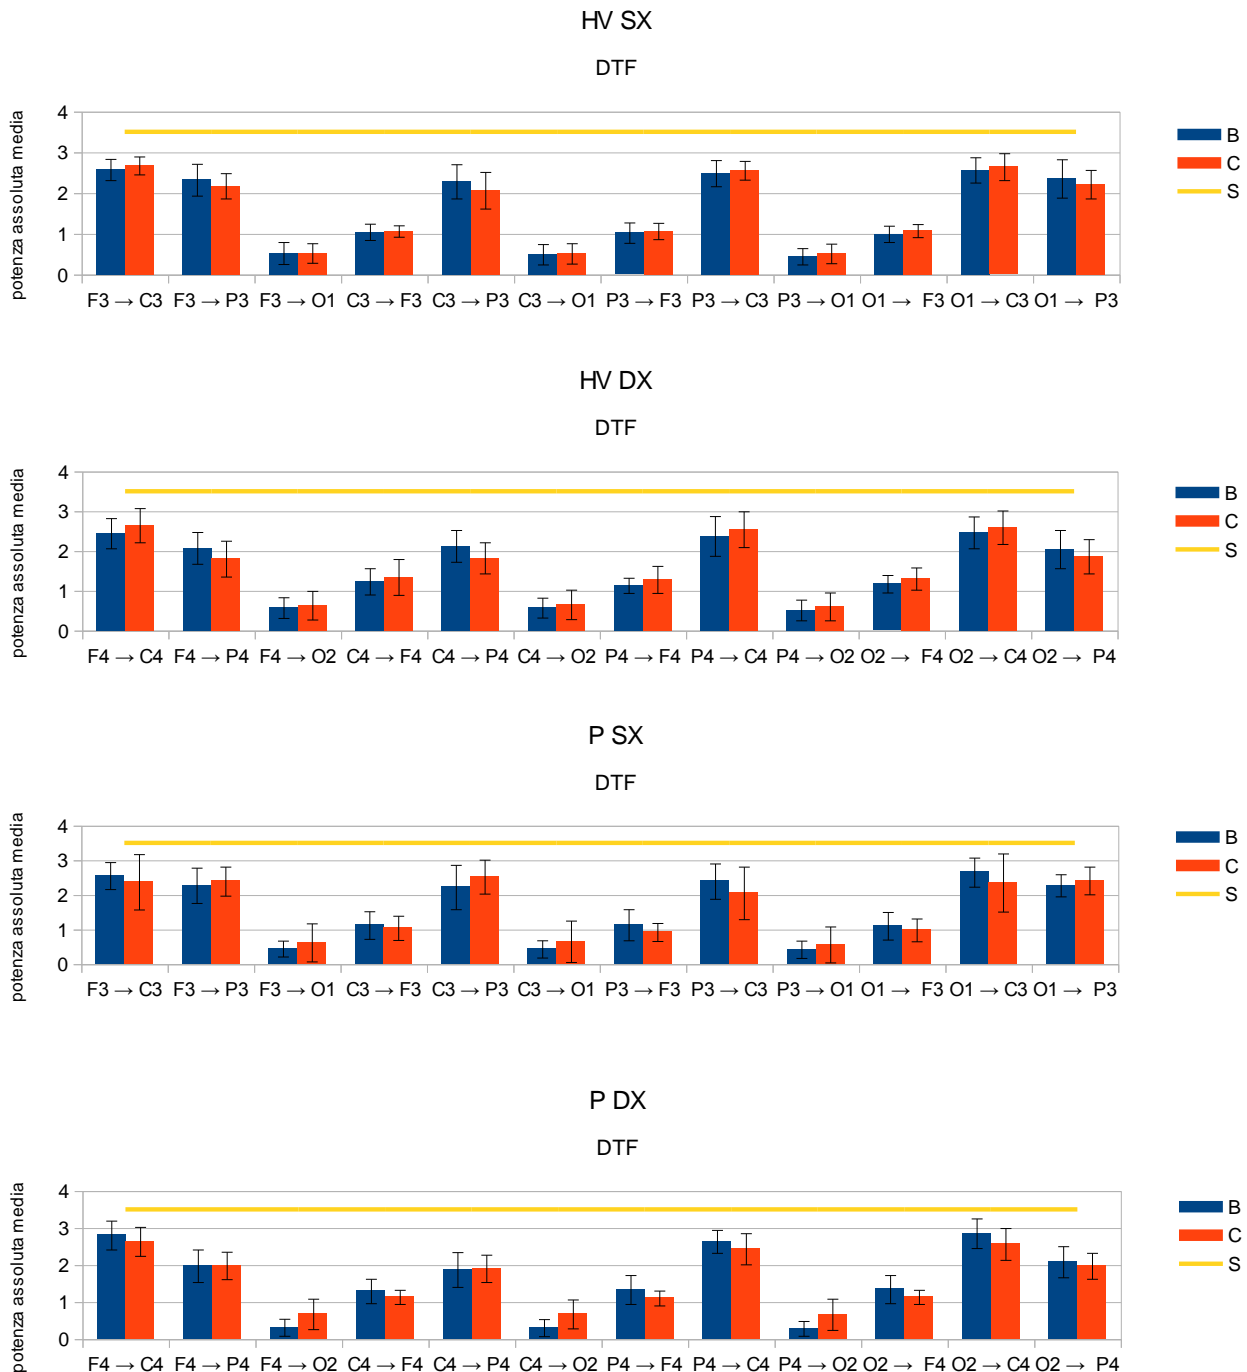 HV SX
DTF
potenza assoluta media
4
3
2
1
0
F3 → C3 F3 → P3 F3 → O1 C3 → F3 C3 → P3 C3 → O1 P3 → F3 P3 → C3 P3 → O1 O1 → F3 O1 → C3 O1 → P3
B
C
S
HV DX
DTF
potenza assoluta media
4
3
2
1
0
F4 → C4 F4 → P4 F4 → O2 C4 → F4 C4 → P4 C4 → O2 P4 → F4 P4 → C4 P4 → O2 O2 → F4 O2 → C4 O2 → P4
B
C
S
P SX
DTF
potenza assoluta media
4
3
2
1
0
F3 → C3 F3 → P3 F3 → O1 C3 → F3 C3 → P3 C3 → O1 P3 → F3 P3 → C3 P3 → O1 O1 → F3 O1 → C3 O1 → P3
B
C
S
P DX
DTF
potenza assoluta media
4
3
2
1
0
F4 → C4 F4 → P4 F4 → O2 C4 → F4 C4 → P4 C4 → O2 P4 → F4 P4 → C4 P4 → O2 O2 → F4 O2 → C4 O2 → P4
B
C
S